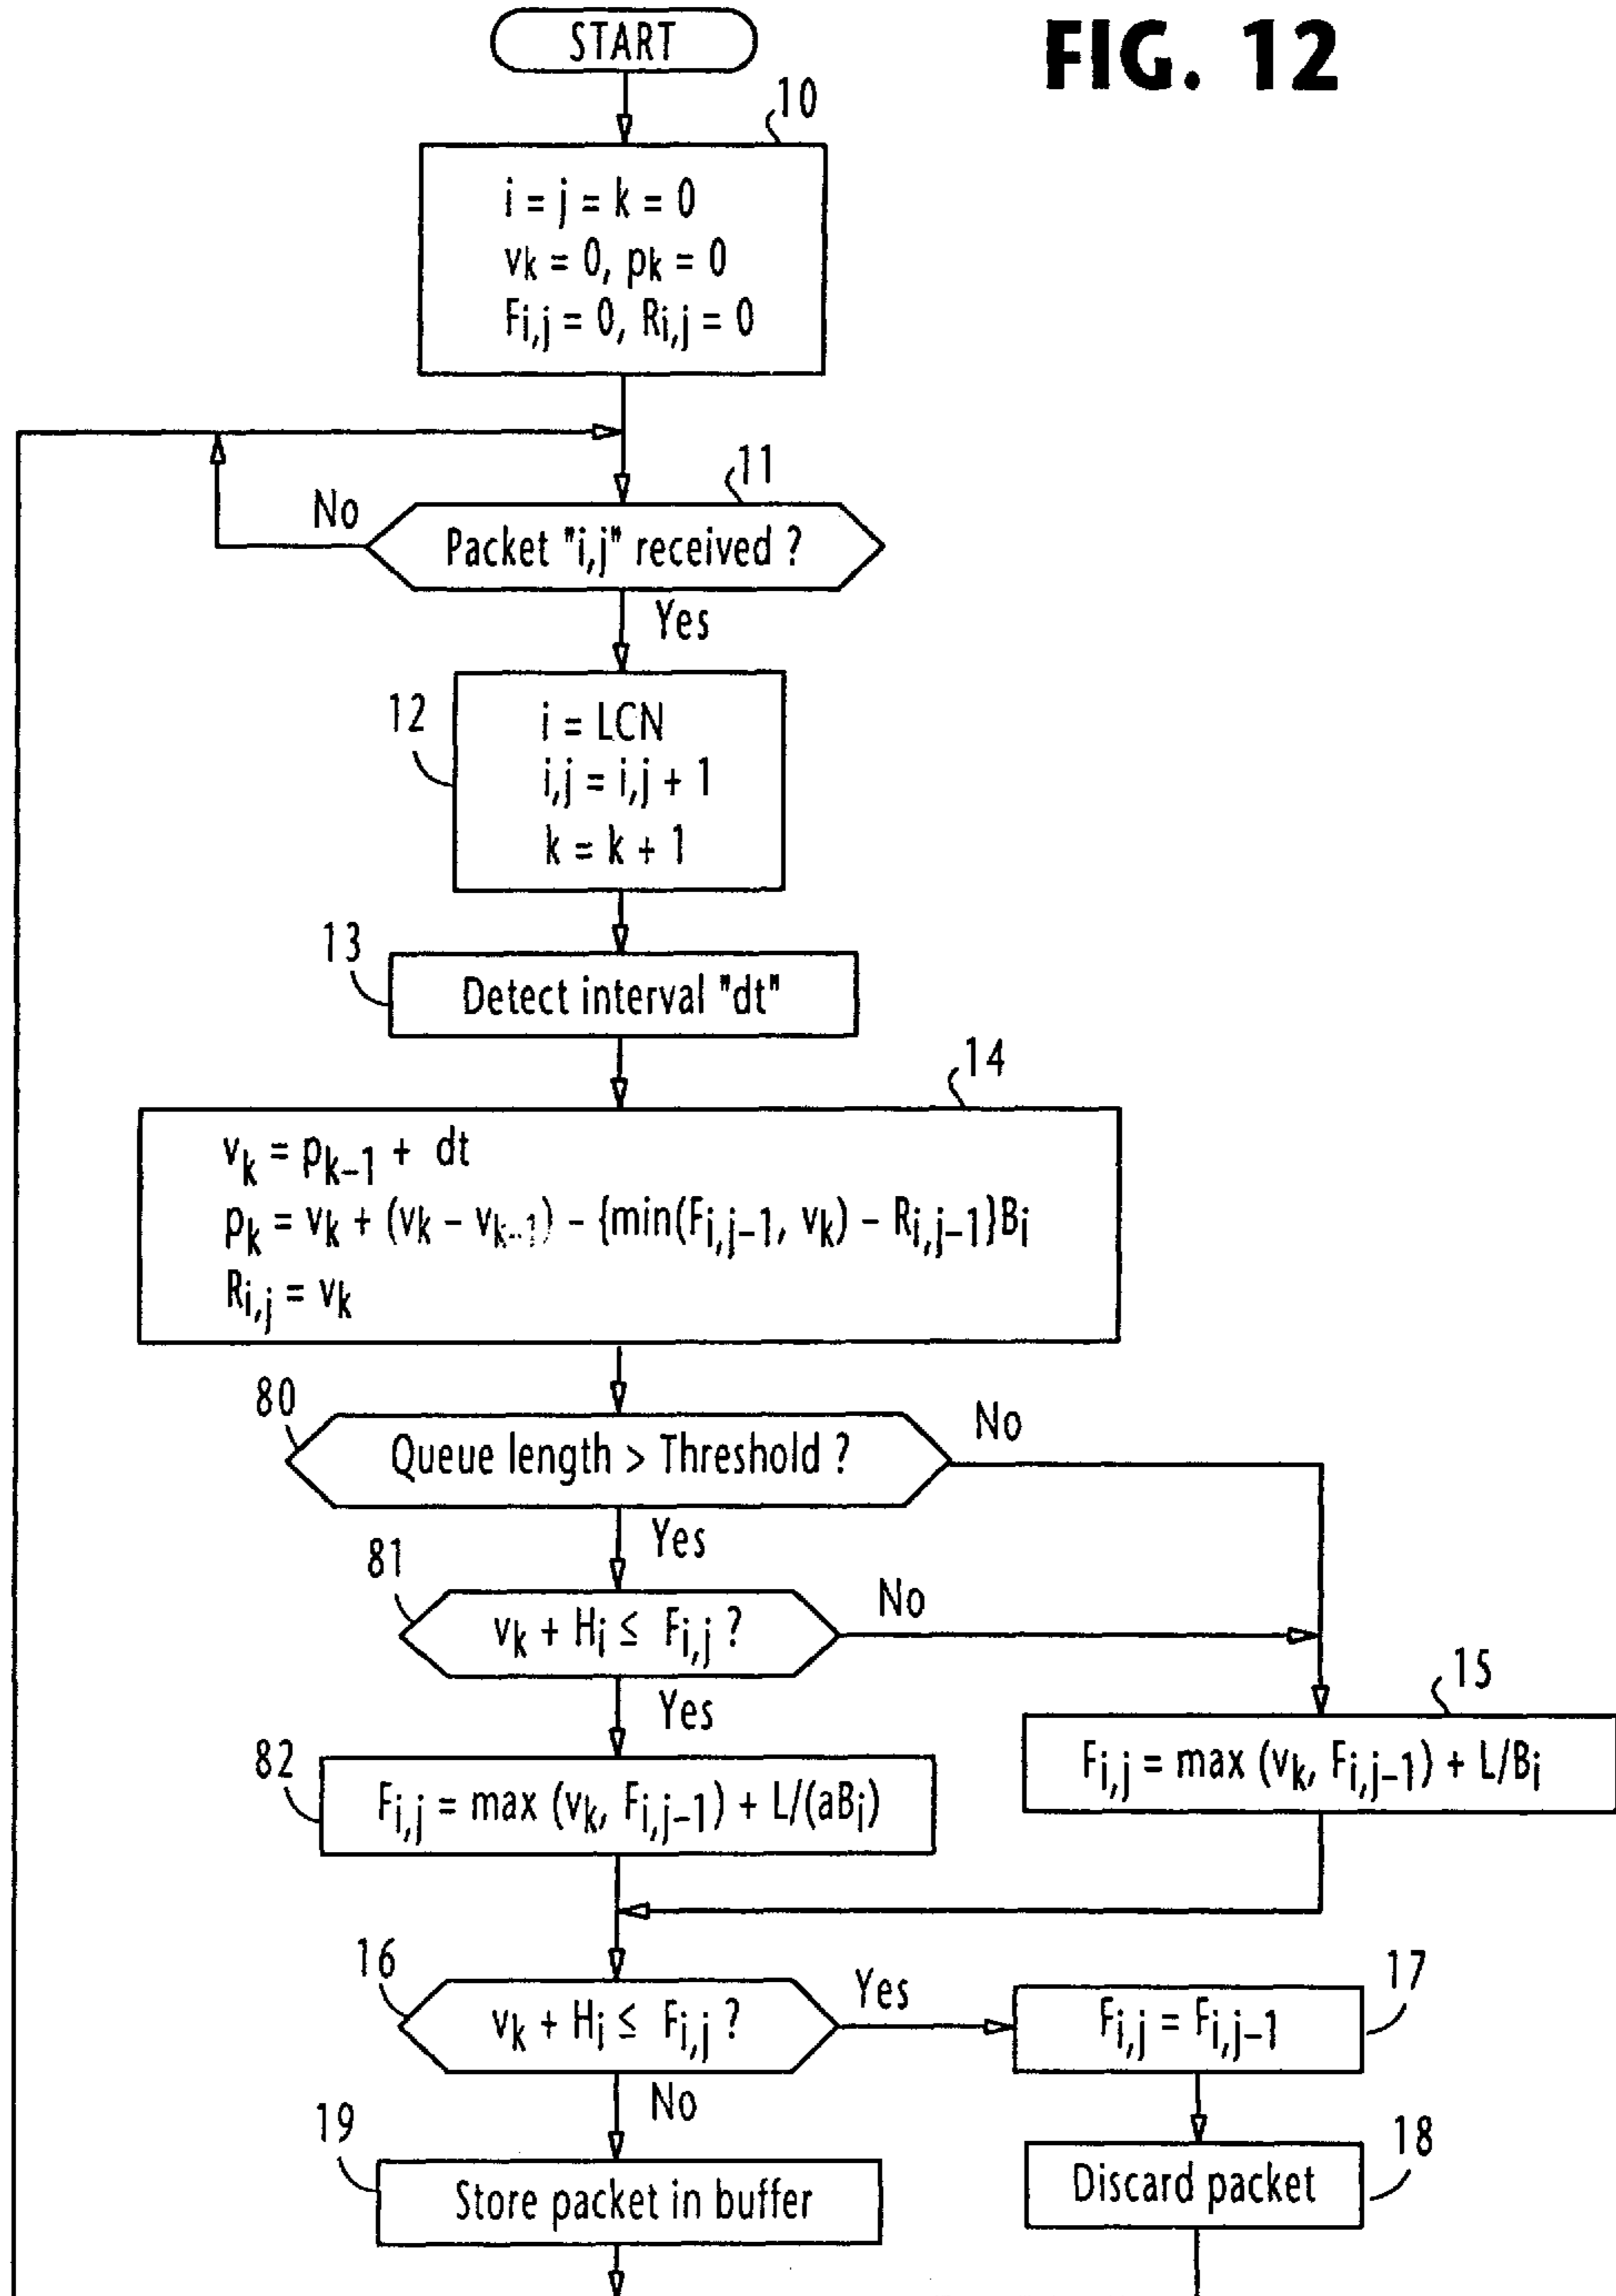 START
FIG. 12
10
i = j = k = 0
vk = 0, pk = 0
Fi,j = 0, Ri,j = 0
11
No
Packet "i,j" received ?
Yes
12
i = LCN
i,j = i,j + 1
k = k + 1
13
Detect interval "dt"
14
vk = pk–1 + dt
pk = vk + (vk – vk–1) – {min(Fi,j–1, vk) – Ri,j–1}Bi
Ri,j = vk
80
Queue length > Threshold ?
No
Yes
81
vk + Hi ≤ Fi,j ?
No
Yes
15
82
Fi,j = max (vk, Fi,j–1) + L/(aBi)
Fi,j = max (vk, Fi,j–1) + L/Bi
16
vk + Hi ≤ Fi,j ?
Yes
17
Fi,j = Fi,j–1
No
19
Store packet in buffer
18
Discard packet